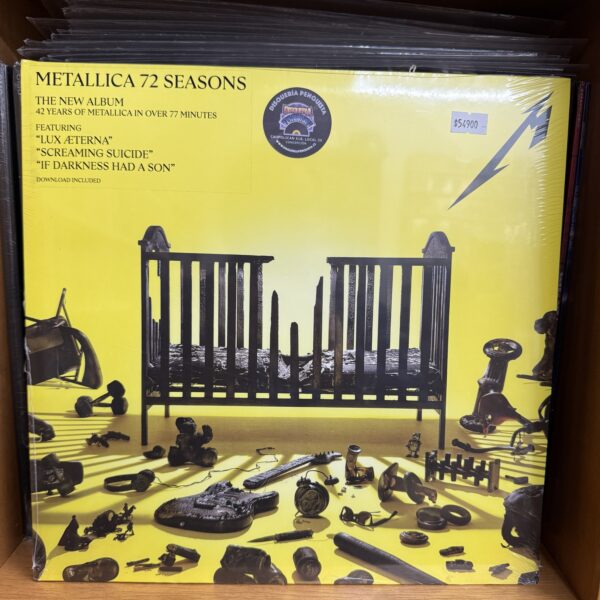 METALLICA 72 SEASONS
THE NEW ALBUM
42 YEARS OF METALLICA IN OVER 77 MINUTES
FEATURING
“LUX ÆTERNA”
“SCREAMING SUICIDE”
“IF DARKNESS HAD A SON”
DOWNLOAD INCLUDED
DISQUERÍA PENQUISTA
$54900
M